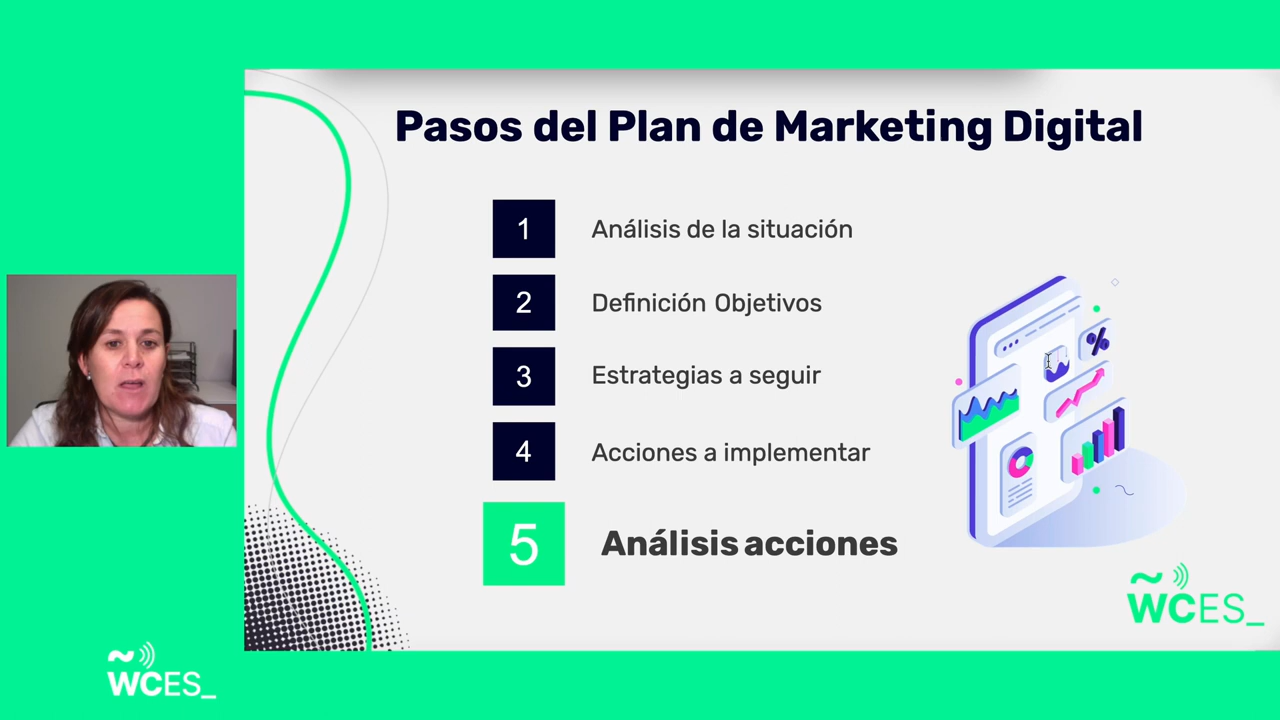 Pasos del Plan de Marketing Digital
1 Análisis de la situación
2 Definición Objetivos
3 Estrategias a seguir
4 Acciones a implementar
5 Análisis acciones
%
~ WCES_
~ WCES_